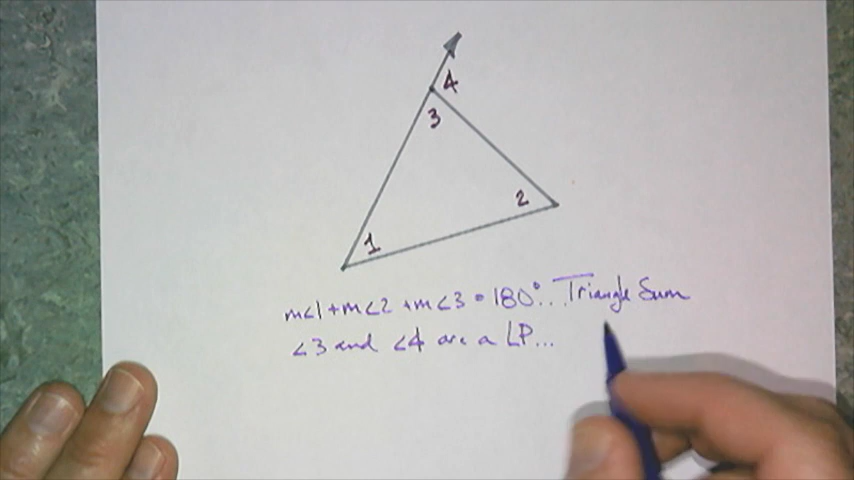 4
3
2
1
m∠1+m∠2+m∠3=180°... Triangle Sum
∠3 and ∠4 are a LP...